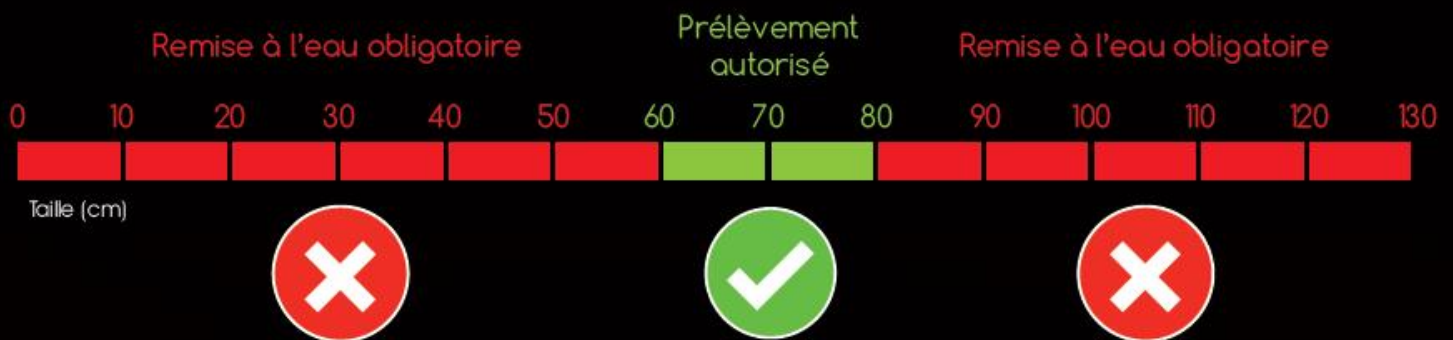 Remise à l'eau obligatoire
Prélèvement
autorisé
Remise à l'eau obligatoire
0 10 20 30 40 50 60 70 80 90 100 110 120 130
Taille (cm)